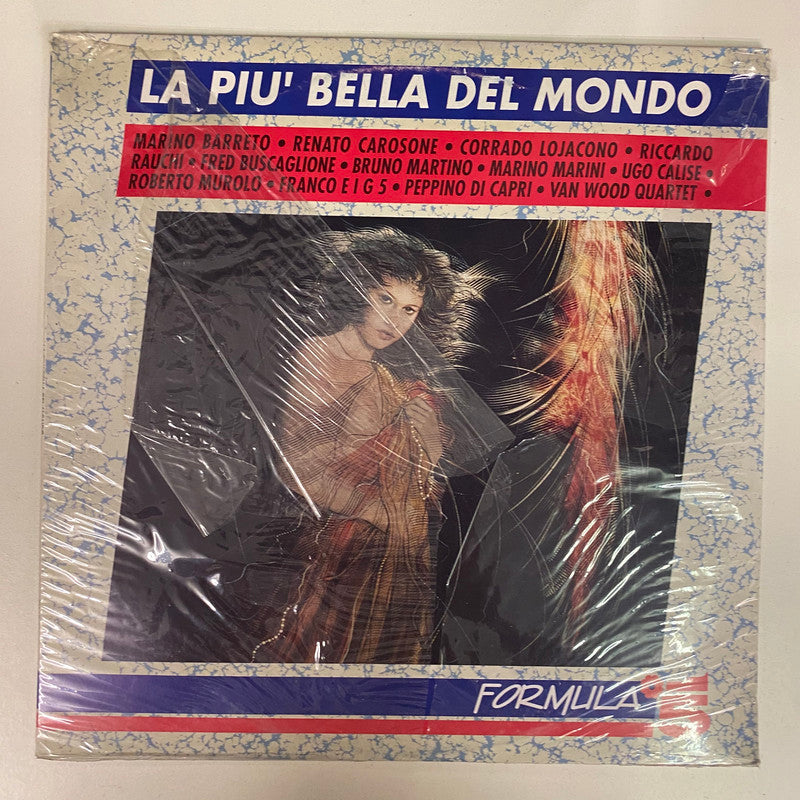 LA PIU' BELLA DEL MONDO
MARINO BARRETO • RENATO CAROSONE • CORRADO LOJACONO • RICCARDO
RAUCHI • FRED BUSCAGLIONE • BRUNO MARTINO • MARINO MARINI • UGO CALISE •
ROBERTO MUROLO • FRANCO E I G 5 • PEPPINO DI CAPRI • VAN WOOD QUARTET •
FORMULA